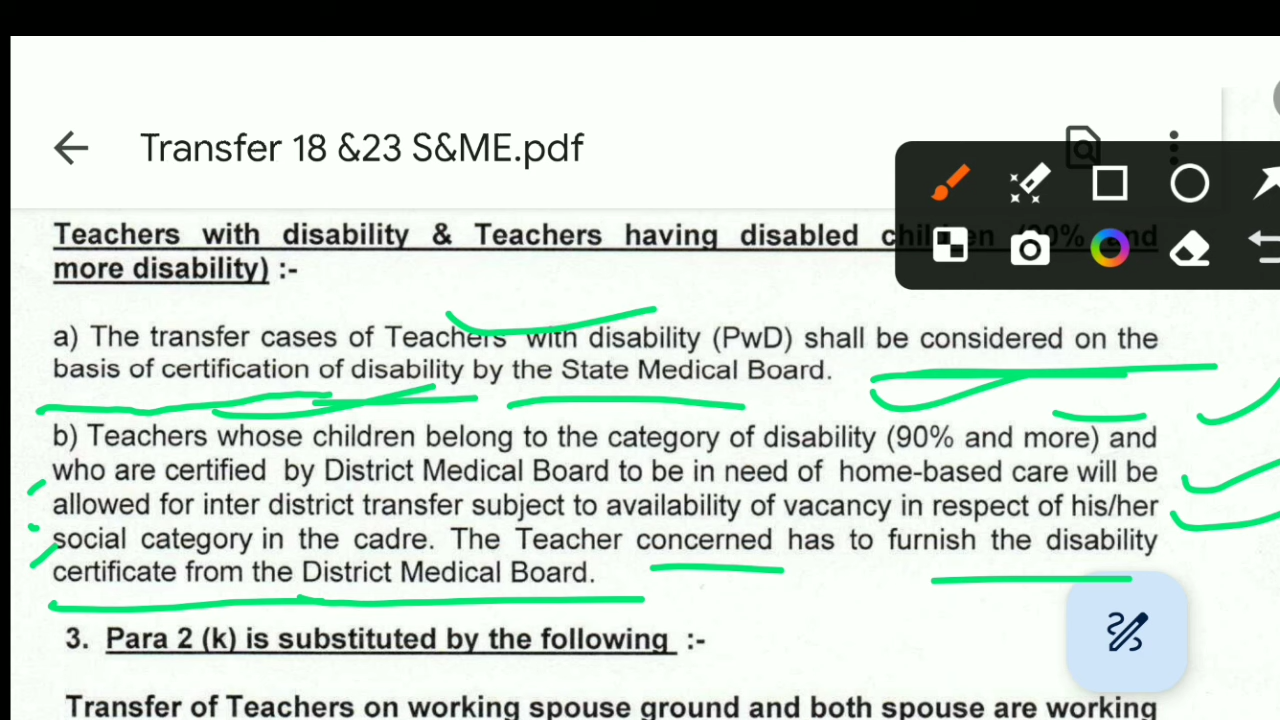 Transfer 18 &23 S&ME.pdf
Teachers with disability & Teachers having disabled children (90% and
more disability) :-
a) The transfer cases of Teachers with disability (PwD) shall be considered on the
basis of certification of disability by the State Medical Board.
b) Teachers whose children belong to the category of disability (90% and more) and
who are certified by District Medical Board to be in need of home-based care will be
allowed for inter district transfer subject to availability of vacancy in respect of his/her
social category in the cadre. The Teacher concerned has to furnish the disability
certificate from the District Medical Board.
3. Para 2 (k) is substituted by the following :-
Transfer of Teachers on working spouse ground and both spouse are working